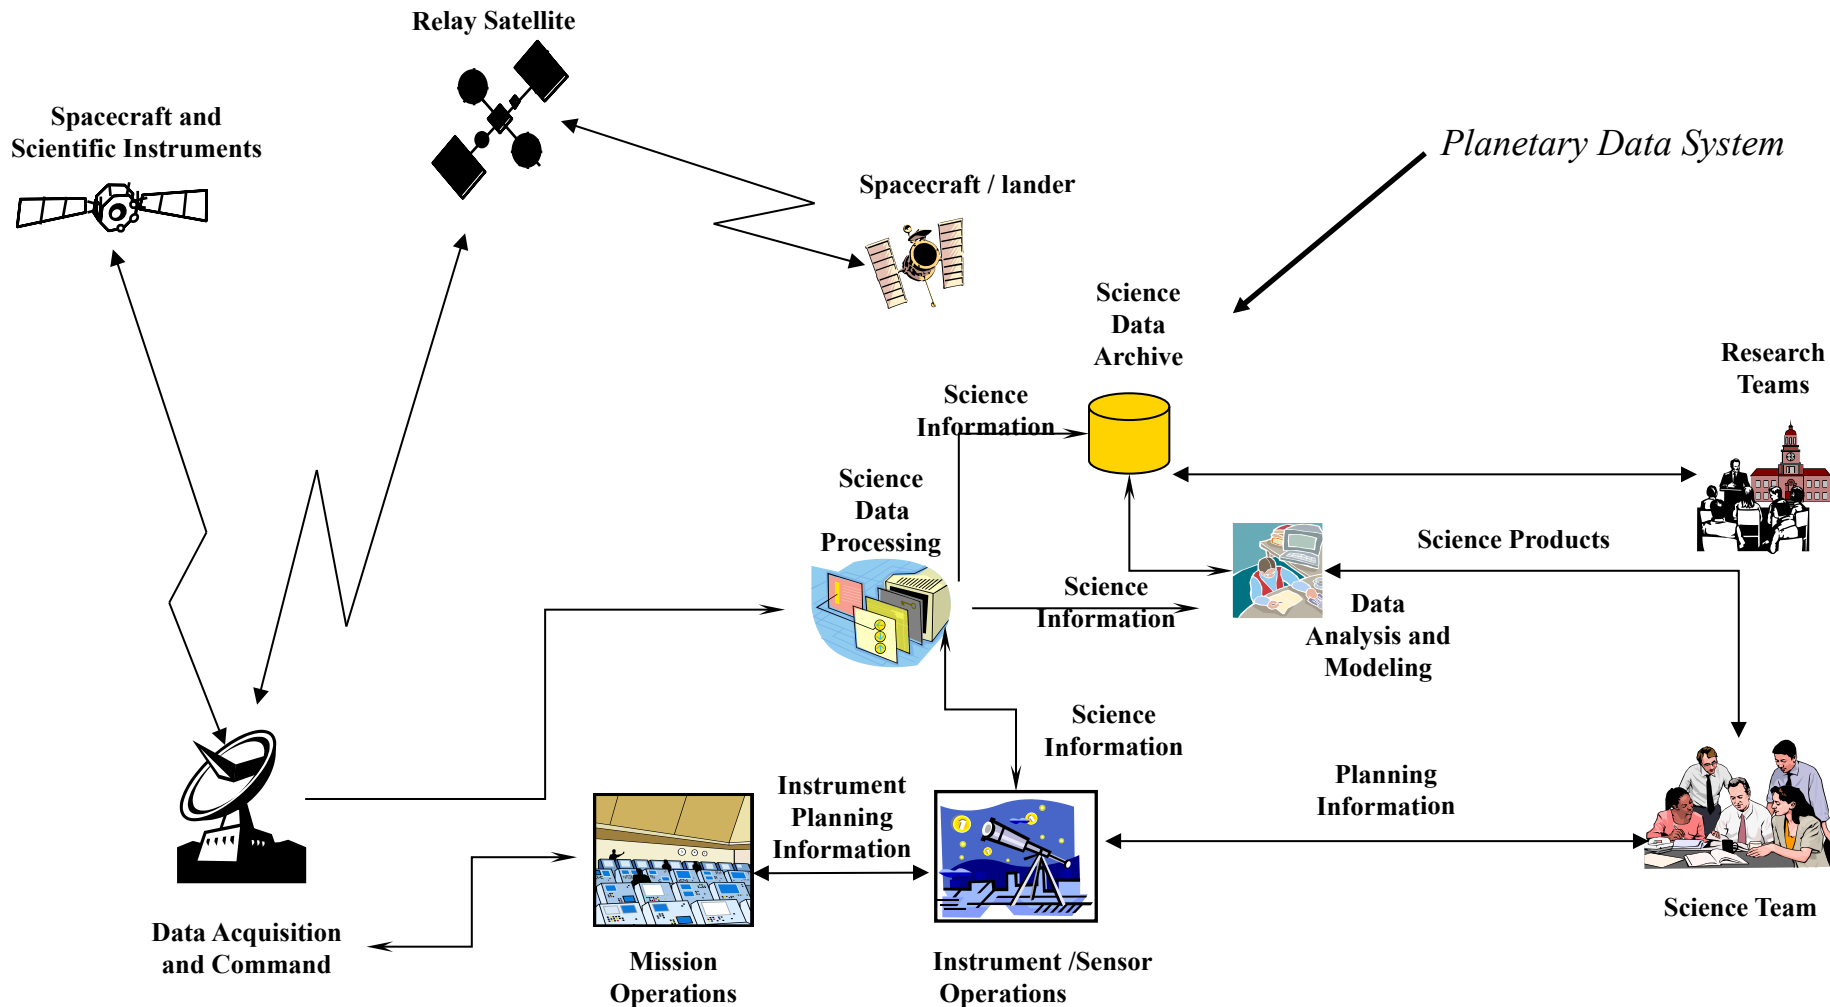 Relay Satellite
Spacecraft and
Scientific Instruments
Planetary Data System
Spacecraft / lander
Science
Data
Archive
Research
Teams
Science
Information
Science
Data
Processing
Science Products
Science
Information
Data
Analysis and
Modeling
Science
Information
Instrument
Planning
Information
Planning
Information
Science Team
Data Acquisition
and Command
Mission
Operations
Instrument /Sensor
Operations